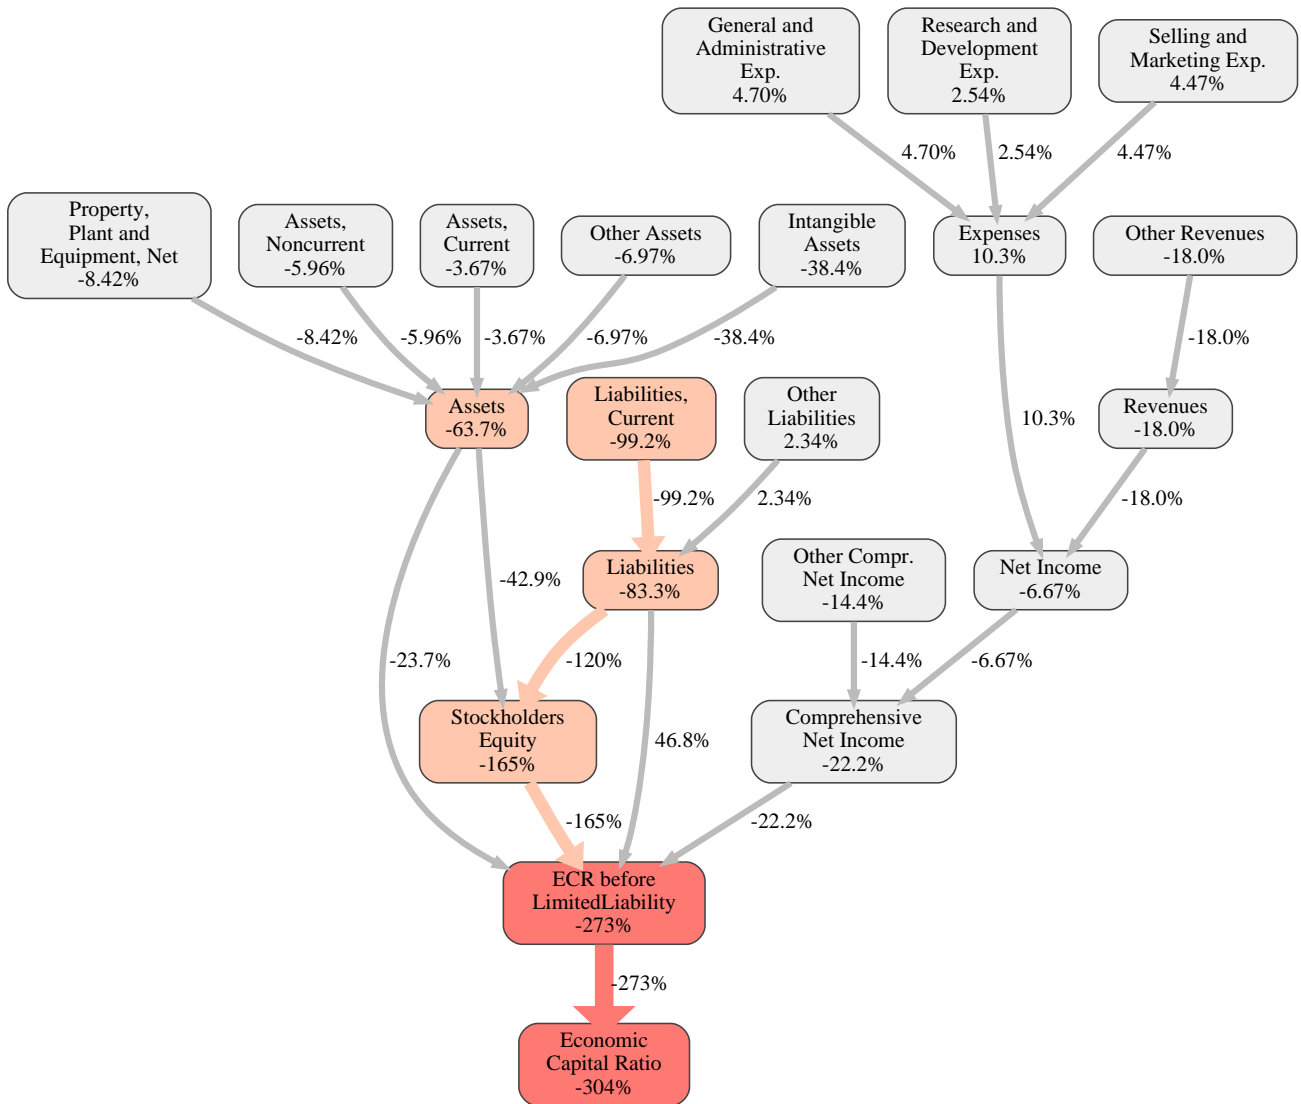 General and
Administrative
Exp.
4.70%
Research and
Development
Exp.
2.54%
Selling and
Marketing Exp.
4.47%
4.70%
2.54%
4.47%
Property,
Plant and
Equipment, Net
-8.42%
Assets,
Noncurrent
-5.96%
Assets,
Current
-3.67%
Other Assets
-6.97%
Intangible
Assets
-38.4%
Expenses
10.3%
Other Revenues
-18.0%
-8.42%
-5.96%
-3.67%
-6.97%
-38.4%
-18.0%
Assets
-63.7%
Liabilities,
Current
-99.2%
Other
Liabilities
2.34%
10.3%
Revenues
-18.0%
-99.2%
2.34%
-18.0%
Liabilities
-83.3%
-42.9%
Other Compr.
Net Income
-14.4%
Net Income
-6.67%
-23.7%
-120%
-14.4%
-6.67%
Stockholders
Equity
-165%
46.8%
Comprehensive
Net Income
-22.2%
-165%
-22.2%
ECR before
LimitedLiability
-273%
-273%
Economic
Capital Ratio
-304%